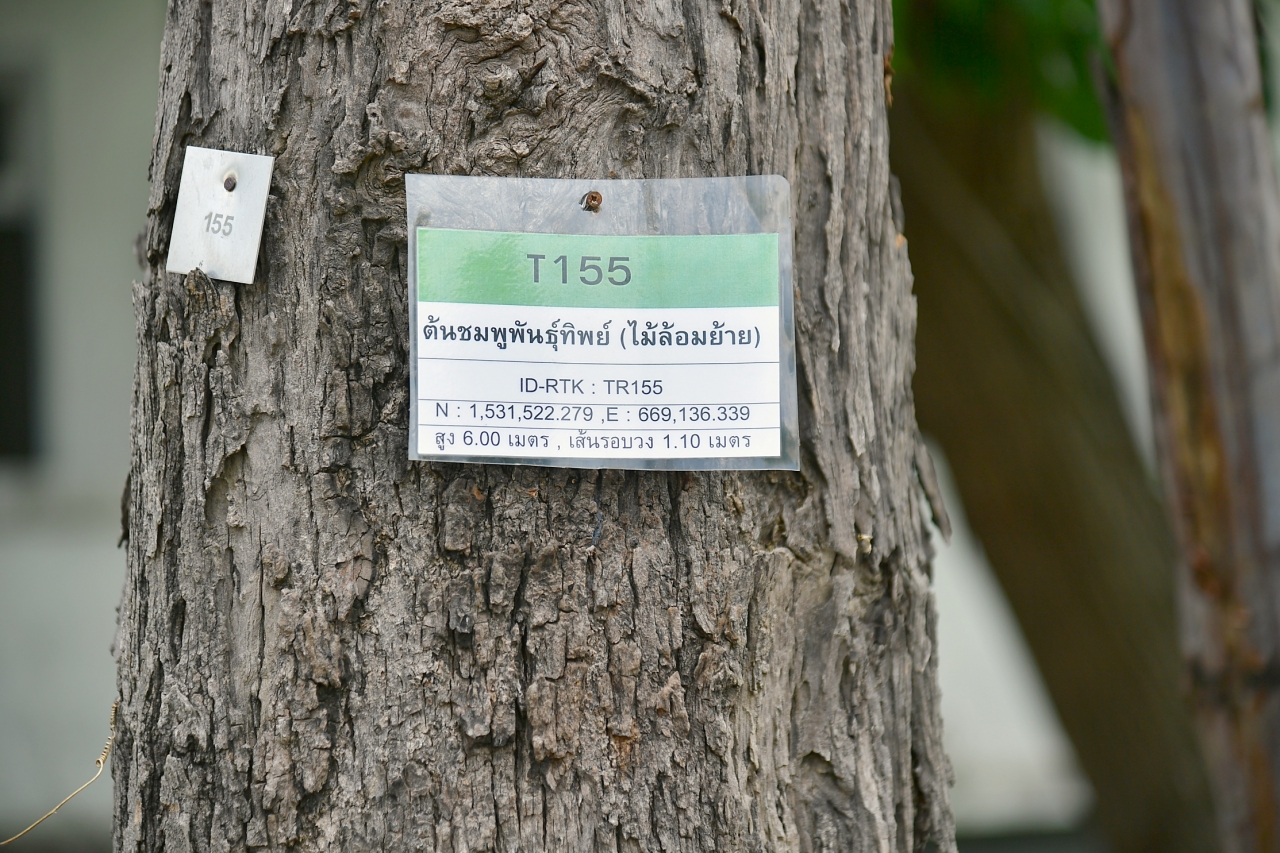 155
T155
ต้นชมพูพันธุ์ทิพย์ (ไม้ล้อมย้าย)
ID-RTK : TR155
N : 1,531,522.279 ,E : 669,136.339
สูง 6.00 เมตร , เส้นรอบวง 1.10 เมตร